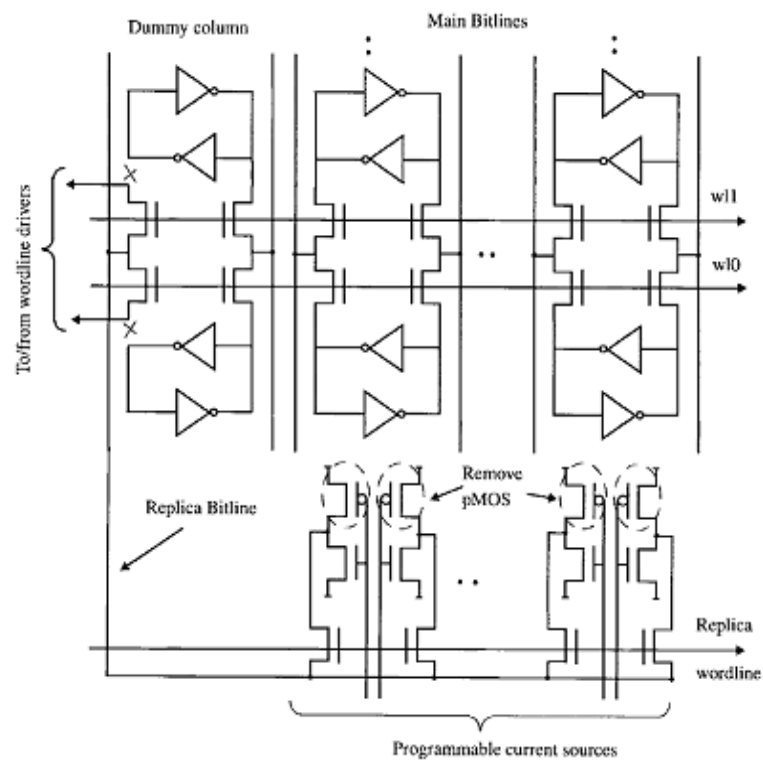 Dummy column
Main Bitlines
To/from wordline drivers
wl1
wl0
Remove
pMOS
Replica Bitline
Replica
wordline
Programmable current sources